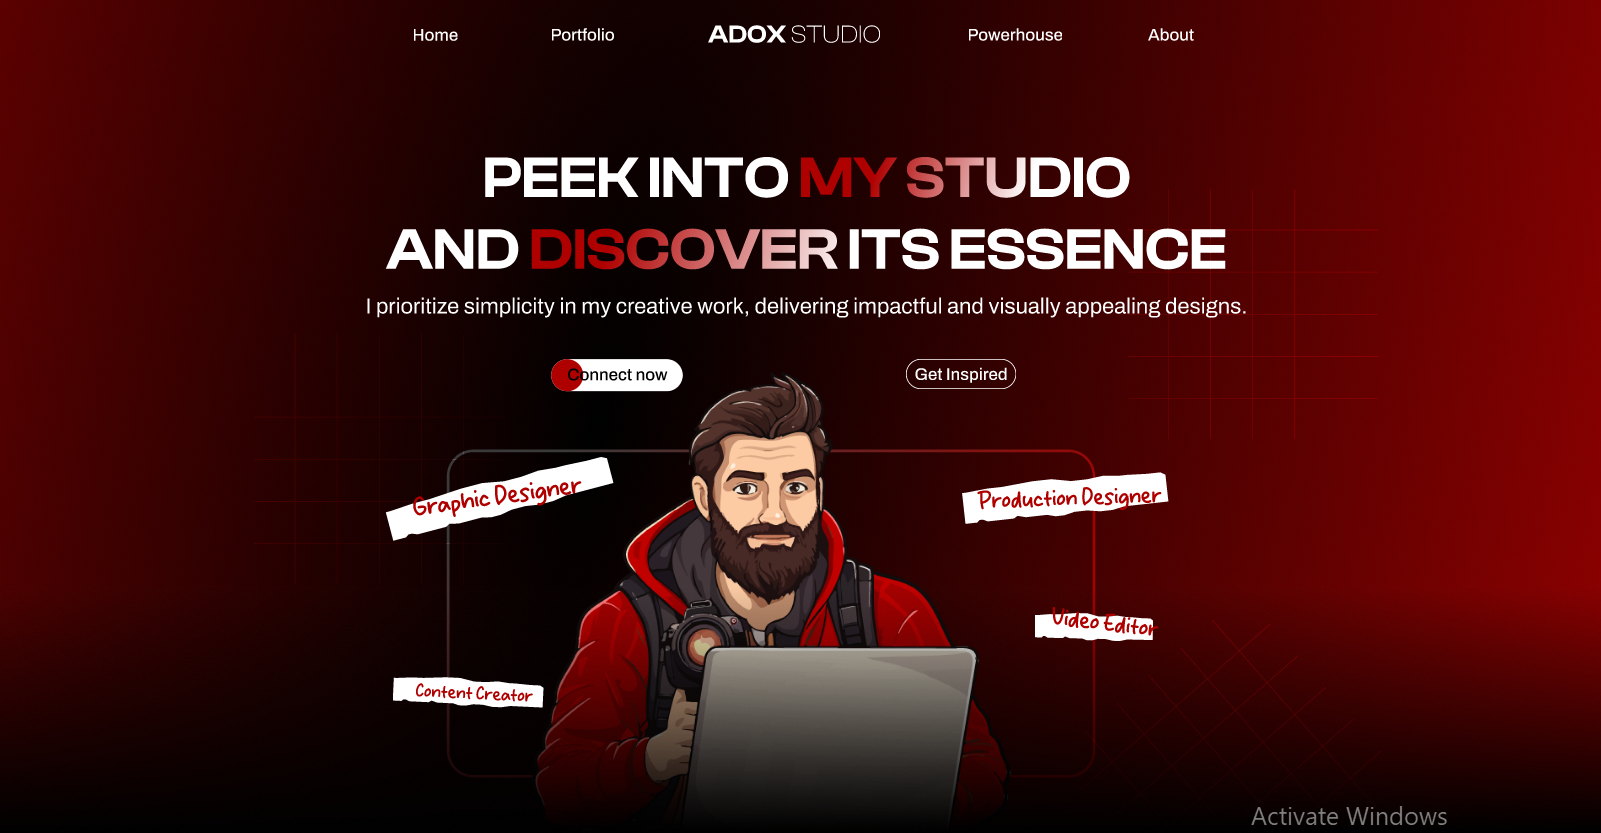 Home Portfolio ADOX STUDIO Powerhouse About
PEEK INTO MY STUDIO
AND DISCOVER ITS ESSENCE
I prioritize simplicity in my creative work, delivering impactful and visually appealing designs.
Connect now Get Inspired
Graphic Designer
Production Designer
Video Editor
Content Creator
Activate Windows